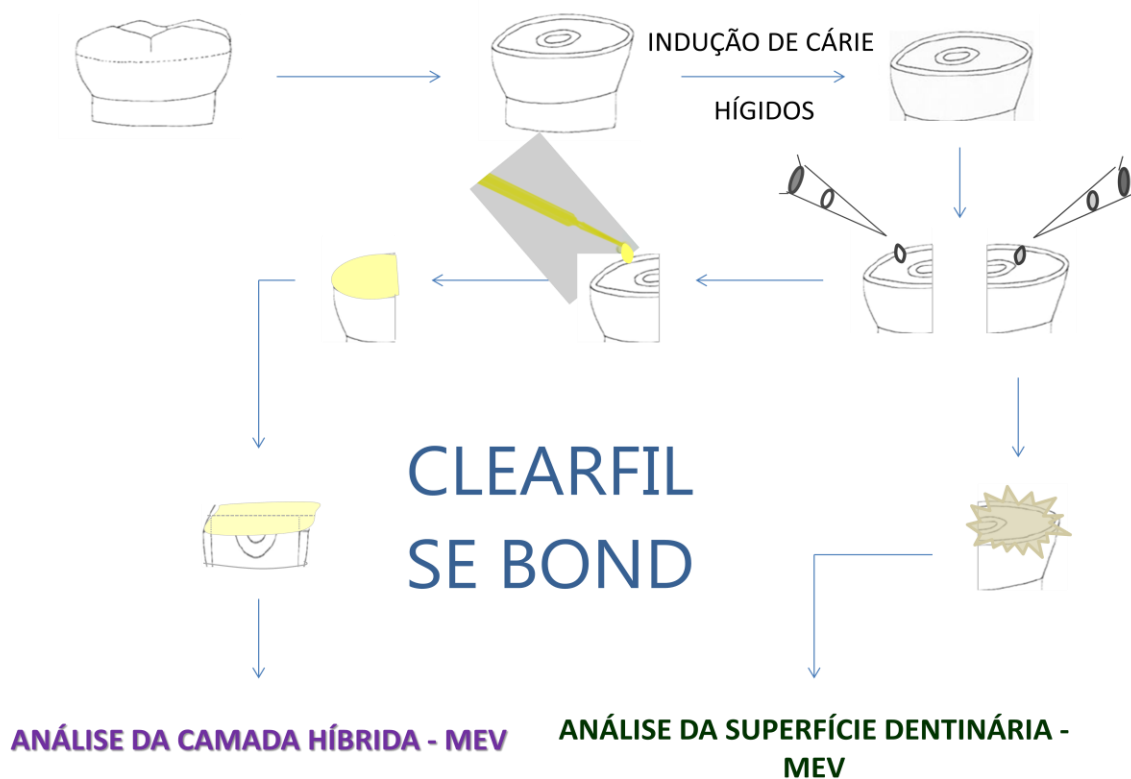 INDUÇÃO DE CÁRIE
HÍGIDOS
CLEARFIL
SE BOND
ANÁLISE DA CAMADA HÍBRIDA - MEV
ANÁLISE DA SUPERFÍCIE DENTINÁRIA -
MEV